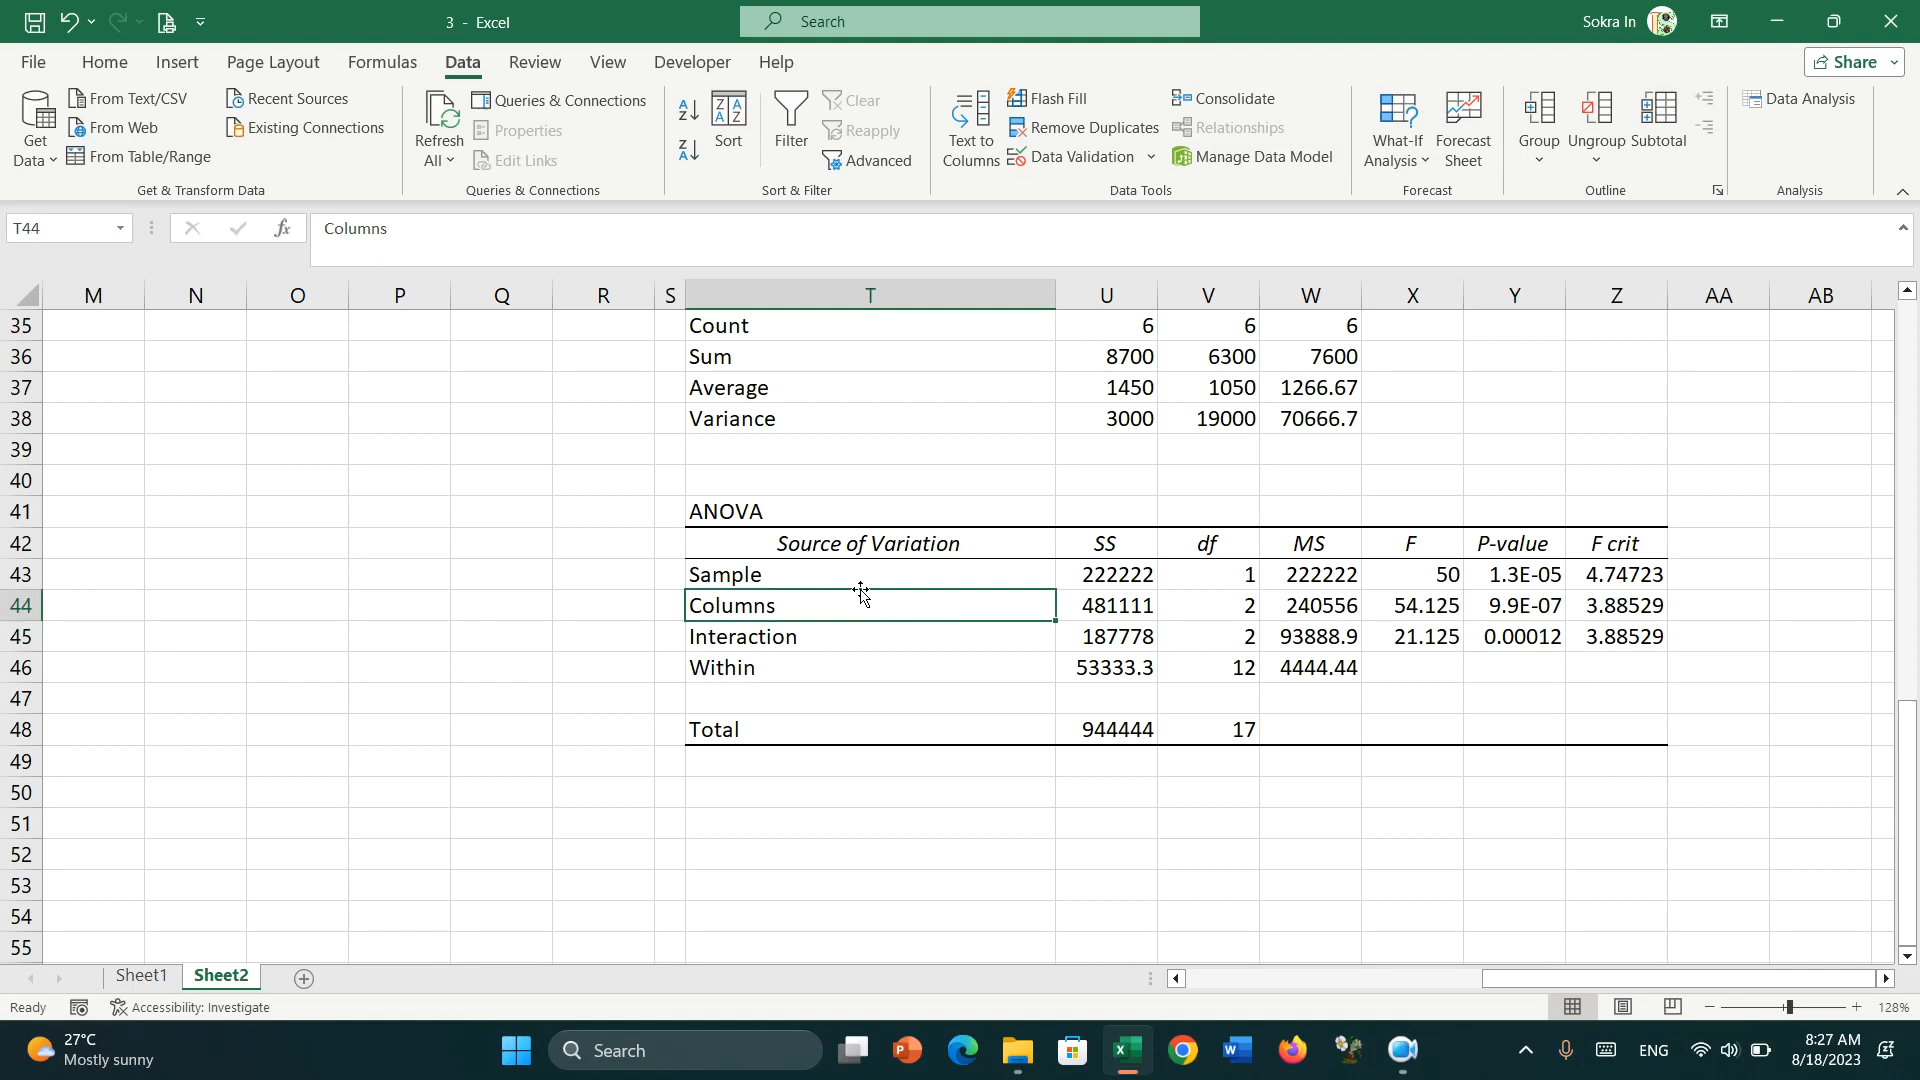 3 - Excel
Search
Sokra In
File Home Insert Page Layout Formulas Data Review View Developer Help
Share
Get Data
From Text/CSV
From Web
From Table/Range
Recent Sources
Existing Connections
Get & Transform Data
Refresh All
Queries & Connections
Properties
Edit Links
Queries & Connections
Sort
Filter
Clear
Reapply
Advanced
Sort & Filter
Text to Columns
Flash Fill
Remove Duplicates
Data Validation
Consolidate
Relationships
Manage Data Model
Data Tools
What-If Analysis
Forecast Sheet
Forecast
Group
Ungroup
Subtotal
Outline
Data Analysis
Analysis
T44 fx Columns
M N O P Q R S T U V W X Y Z AA AB
35 Count 6 6 6
36 Sum 8700 6300 7600
37 Average 1450 1050 1266.67
38 Variance 3000 19000 70666.7
39
40
41 ANOVA
42 Source of Variation SS df MS F P-value F crit
43 Sample 222222 1 222222 50 1.3E-05 4.74723
44 Columns 481111 2 240556 54.125 9.9E-07 3.88529
45 Interaction 187778 2 93888.9 21.125 0.00012 3.88529
46 Within 53333.3 12 4444.44
47
48 Total 944444 17
49
50
51
52
53
54
55
Sheet1 Sheet2
Ready Accessibility: Investigate 128%
27°C
Mostly sunny
Search
ENG
8:27 AM
8/18/2023